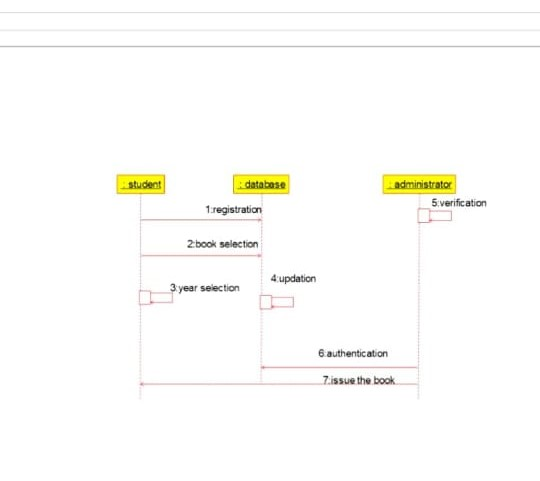 : student
: database
: administrator
5:verification
1:registration
2:book selection
4:updation
3:year selection
6:authentication
7:issue the book